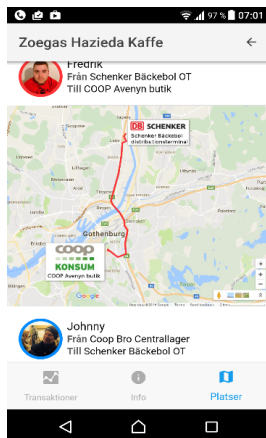 97 %
07:01
Zoegas Hazieda Kaffe
Fredrik
Från Schenker Bäckebol OT
Till COOP Avenyn butik
DB SCHENKER
Schenker Bäckebol
distributionsterminal
Gothenburg
coop
KONSUM
COOP Avenyn butik
Google
Johnny
Från Coop Bro Centrallager
Till Schenker Bäckebol OT
Transaktioner
Info
Platser